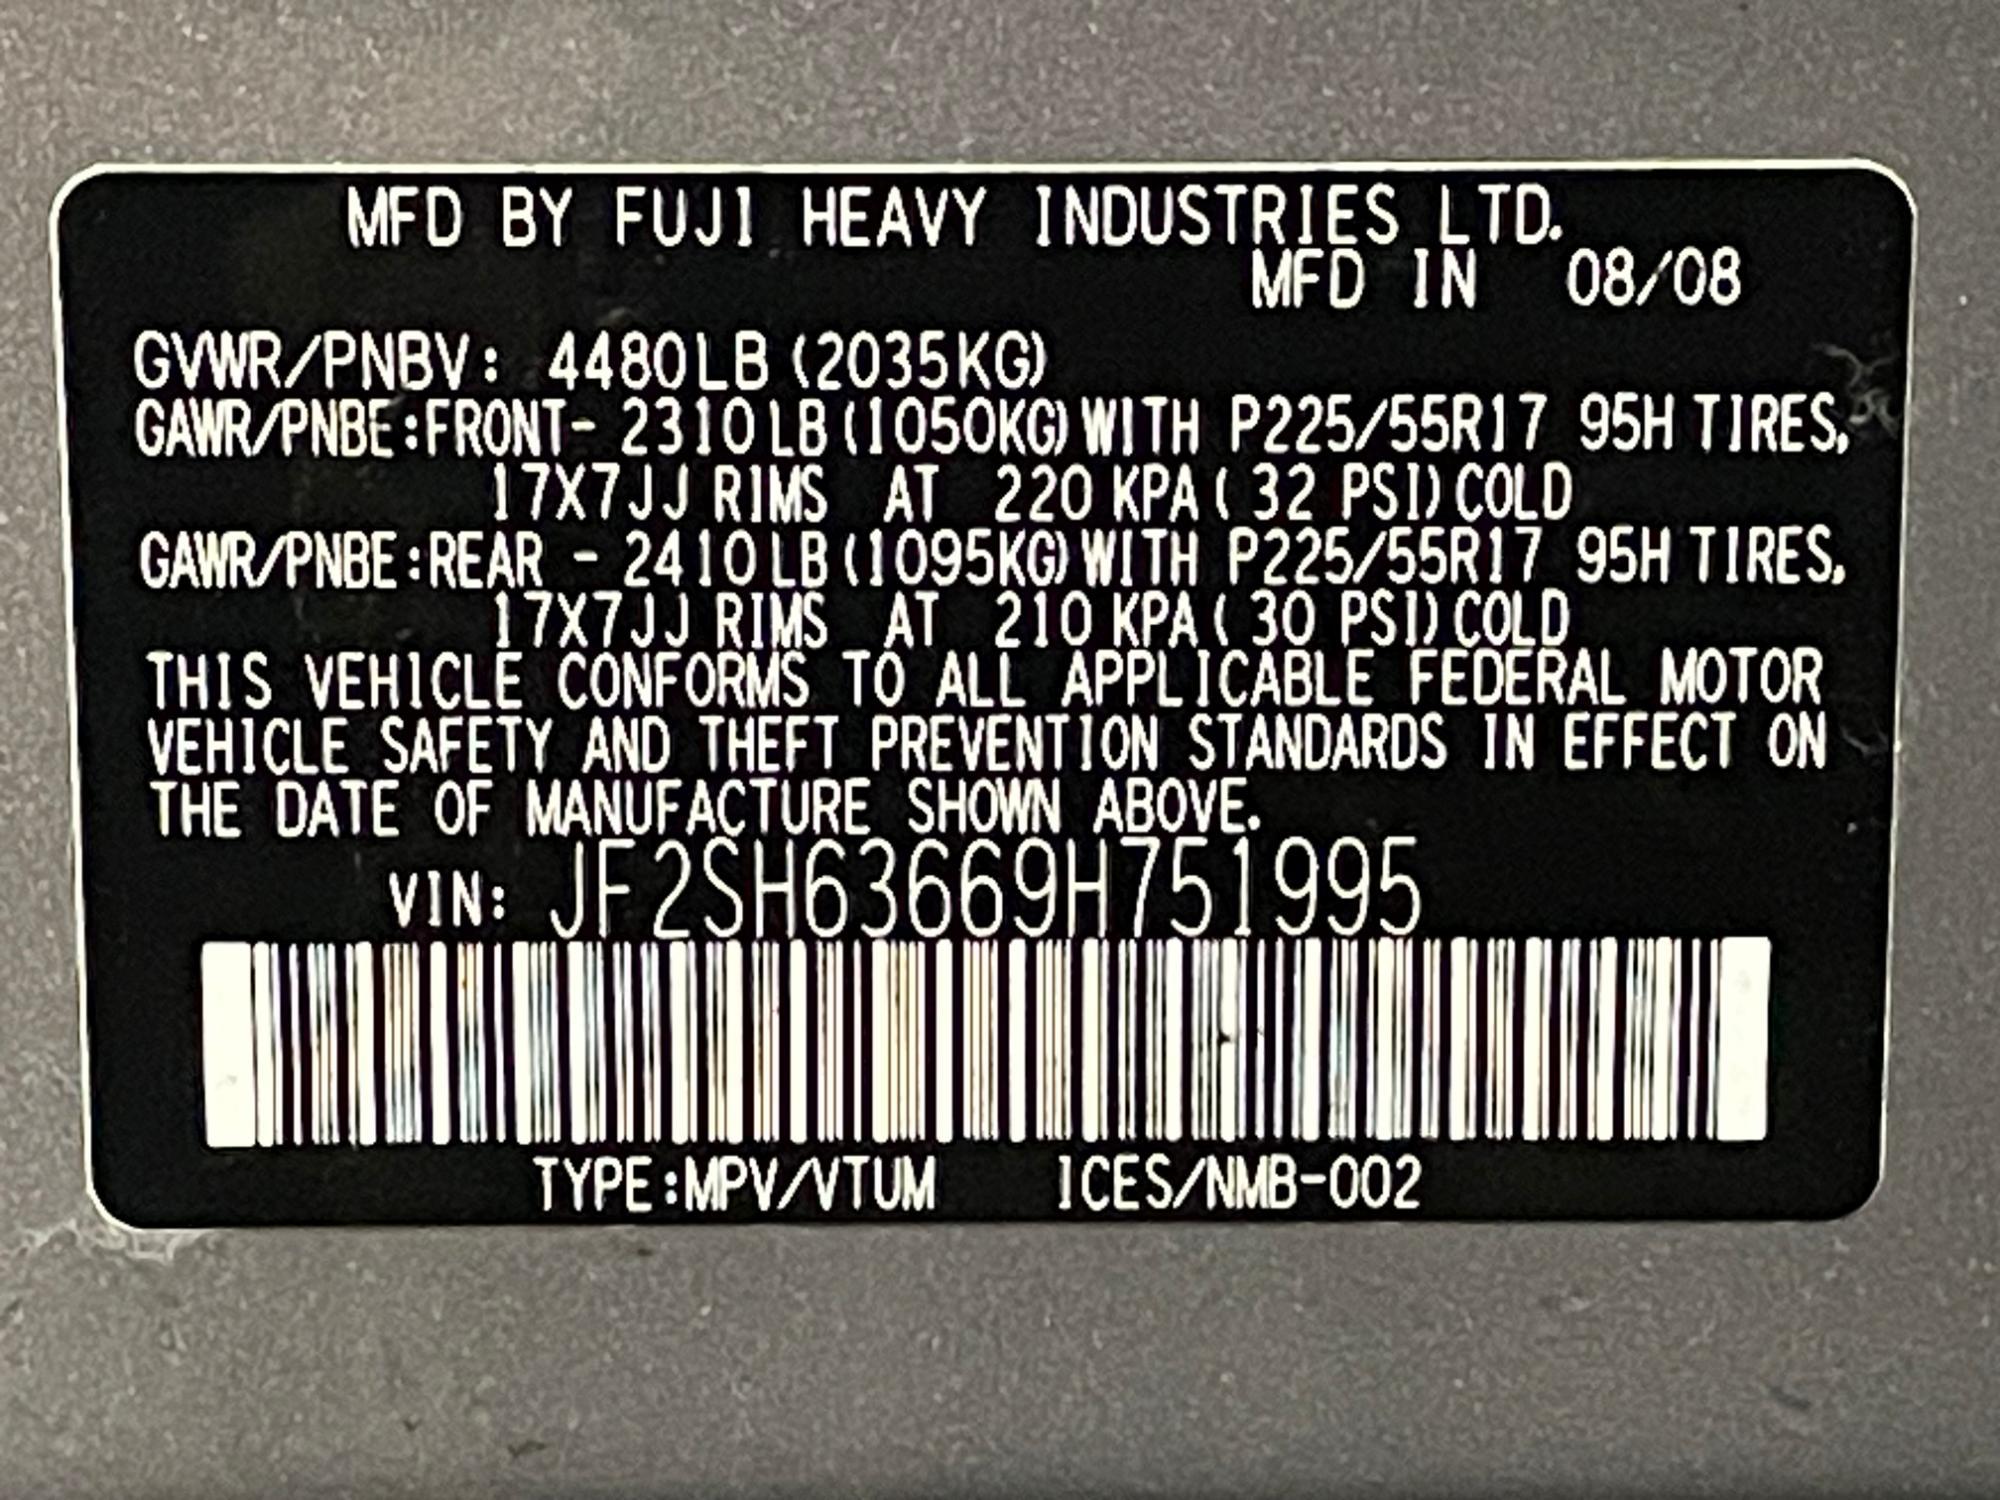 MFD BY FUJI HEAVY INDUSTRIES LTD.
MFD IN 08/08
GVWR/PNBV: 4480LB (2035KG)
GAWR/PNBE:FRONT- 2310LB(1050KG)WITH P225/55R17 95H TIRES,
17X7JJ RIMS AT 220 KPA( 32 PSI)COLD
GAWR/PNBE:REAR - 2410LB(1095KG)WITH P225/55R17 95H TIRES,
17X7JJ RIMS AT 210 KPA( 30 PSI)COLD
THIS VEHICLE CONFORMS TO ALL APPLICABLE FEDERAL MOTOR
VEHICLE SAFETY AND THEFT PREVENTION STANDARDS IN EFFECT ON
THE DATE OF MANUFACTURE SHOWN ABOVE.
VIN: JF2SH63669H751995
TYPE:MPV/VTUM ICES/NMB-002